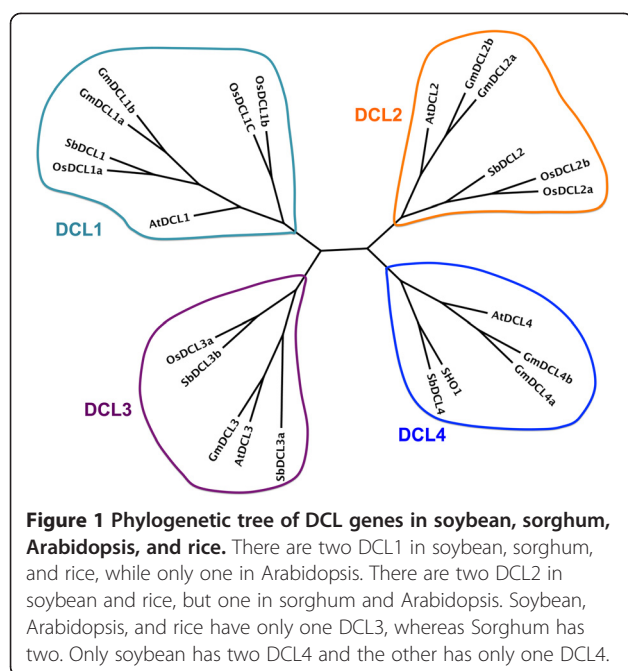 GmDCL1b
GmDCL1a
SbDCL1
OsDCL1a
AtDCL1
OsDCL1C
OsDCL1b
DCL1
DCL2
AtDCL2
GmDCL2b
GmDCL2a
SbDCL2
OsDCL2b
OsDCL2a
OsDCL3a
SbDCL3b
GmDCL3
AtDCL3
SbDCL3a
DCL3
AtDCL4
GmDCL4b
GmDCL4a
SHO1
SbDCL4
DCL4
Figure 1 Phylogenetic tree of DCL genes in soybean, sorghum,
Arabidopsis, and rice. There are two DCL1 in soybean, sorghum,
and rice, while only one in Arabidopsis. There are two DCL2 in
soybean and rice, but one in sorghum and Arabidopsis. Soybean,
Arabidopsis, and rice have only one DCL3, whereas Sorghum has
two. Only soybean has two DCL4 and the other has only one DCL4.